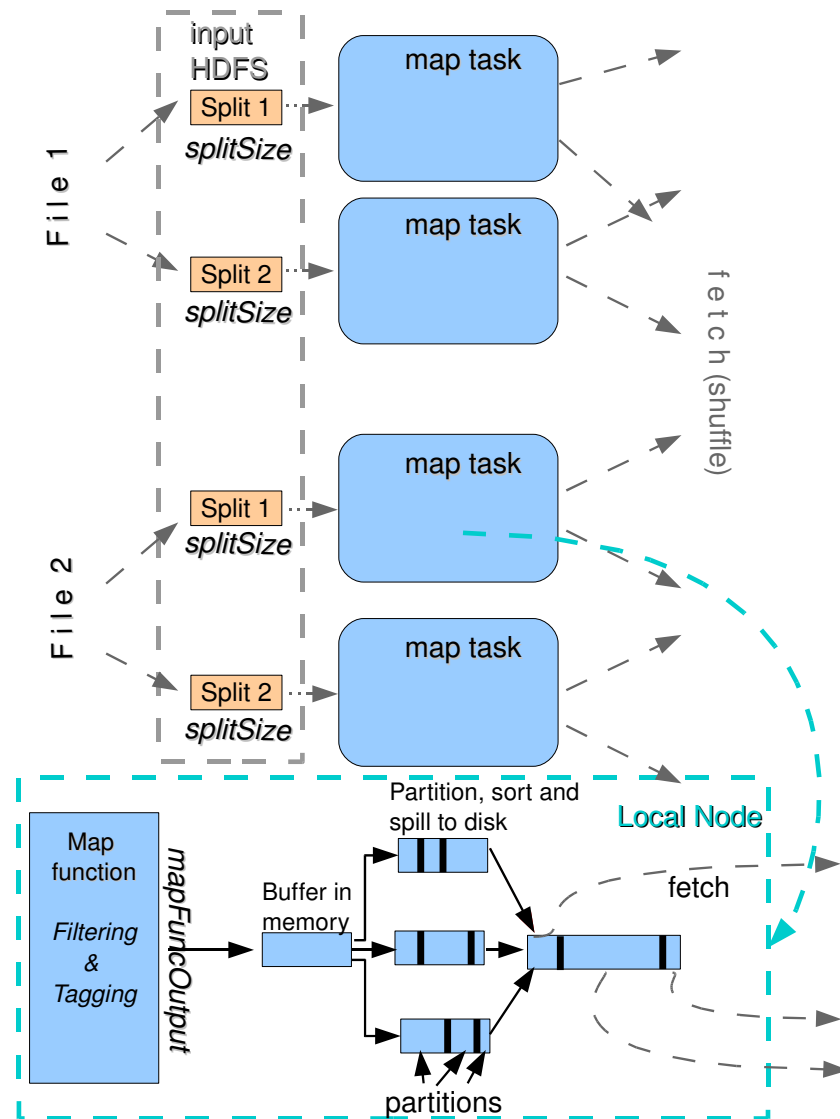 input
HDFS
Split 1
splitSize
map task
File 1
Split 2
splitSize
map task
fetch (shuffle)
Split 1
splitSize
map task
File 2
Split 2
splitSize
map task
Partition, sort and
spill to disk
Local Node
Map
function
Filtering
&
Tagging
mapFuncOutput
Buffer in
memory
fetch
partitions